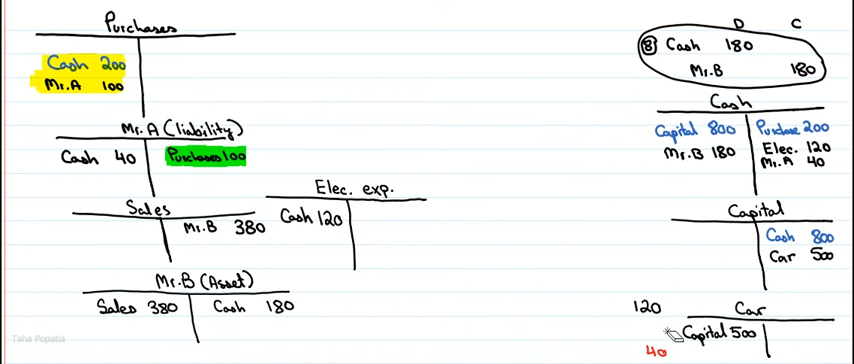 Purchases
Cash 200
Mr.A 100
Mr.A (liability)
Cash 40 Purchases 100
Elec. exp.
Cash 120
Sales
Mr.B 380
Mr.B (Asset)
Sales 380 Cash 180
D C
8 Cash 180
Mr.B 180
Cash
Capital 800 Purchase 200
Mr.B 180 Elec. 120
Mr.A 40
Capital
Cash 800
Car 500
120 Car
Capital 500
40
Taha Popatia